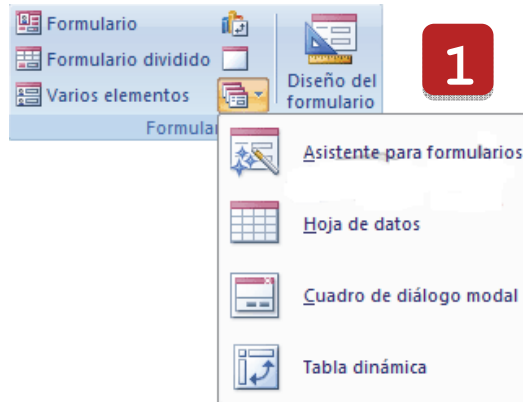 Formulario
Formulario dividido
Varios elementos
Diseño del
formulario
1
Formular
Asistente para formularios
Hoja de datos
Cuadro de diálogo modal
Tabla dinámica